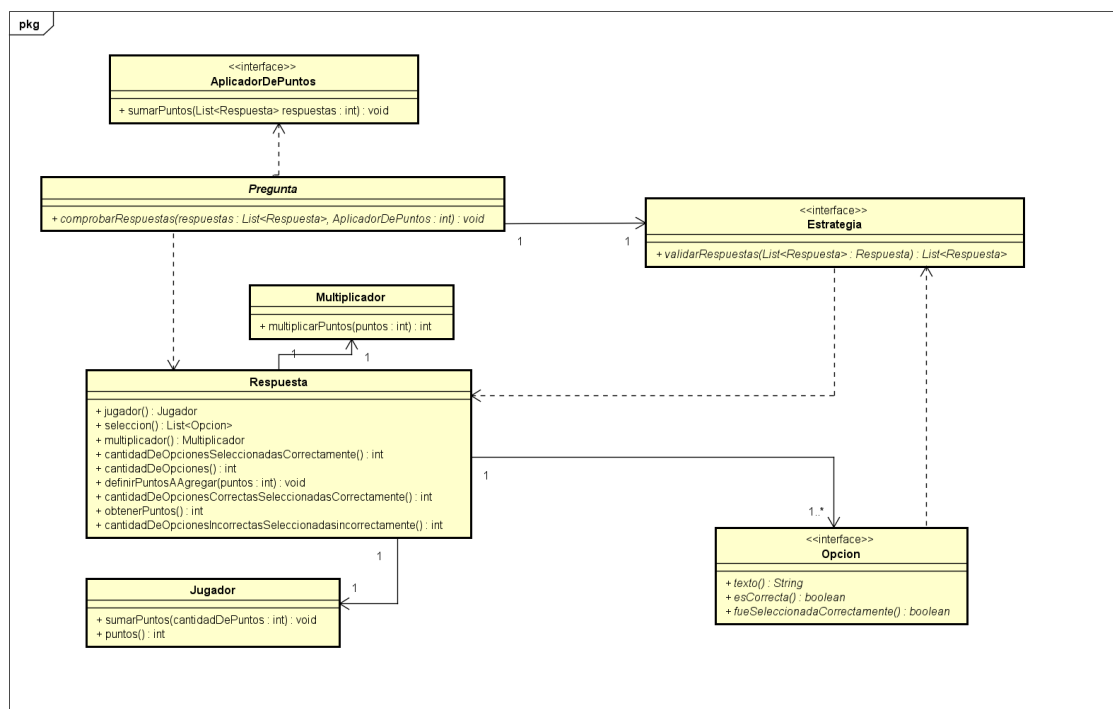 pkg
<<interface>>
AplicadorDePuntos
+ sumarPuntos(List<Respuesta> respuestas : int) : void
Pregunta
+ comprobarRespuestas(respuestas : List<Respuesta>, AplicadorDePuntos : int) : void
1
1
<<interface>>
Estrategia
+ validarRespuestas(List<Respuesta> : Respuesta) : List<Respuesta>
Multiplicador
+ multiplicarPuntos(puntos : int) : int
1
1
Respuesta
+ jugador() : Jugador
+ seleccion() : List<Opcion>
+ multiplicador() : Multiplicador
+ cantidadDeOpcionesSeleccionadasCorrectamente() : int
+ cantidadDeOpciones() : int
+ definirPuntosAAgregar(puntos : int) : void
+ cantidadDeOpcionesCorrectasSeleccionadasCorrectamente() : int
+ obtenerPuntos() : int
+ cantidadDeOpcionesIncorrectasSeleccionadasincorrectamente() : int
1
1..*
<<interface>>
Opcion
+ texto() : String
+ esCorrecta() : boolean
+ fueSeleccionadaCorrectamente() : boolean
1
1
Jugador
+ sumarPuntos(cantidadDePuntos : int) : void
+ puntos() : int